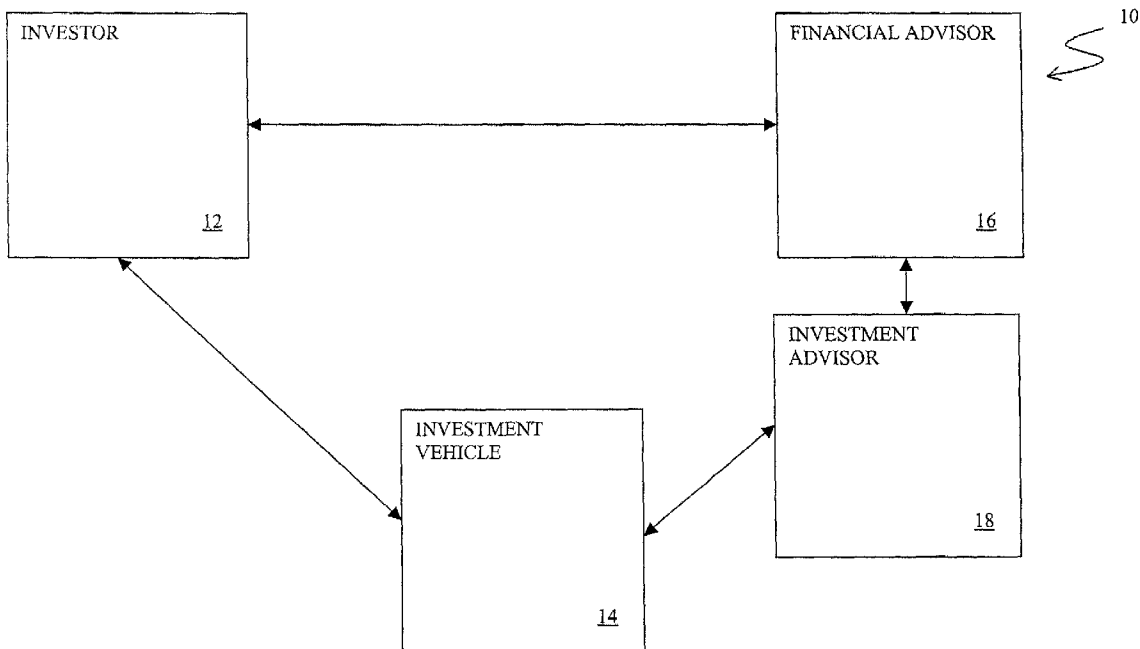 10
INVESTOR
12
FINANCIAL ADVISOR
16
INVESTMENT
ADVISOR
18
INVESTMENT
VEHICLE
14